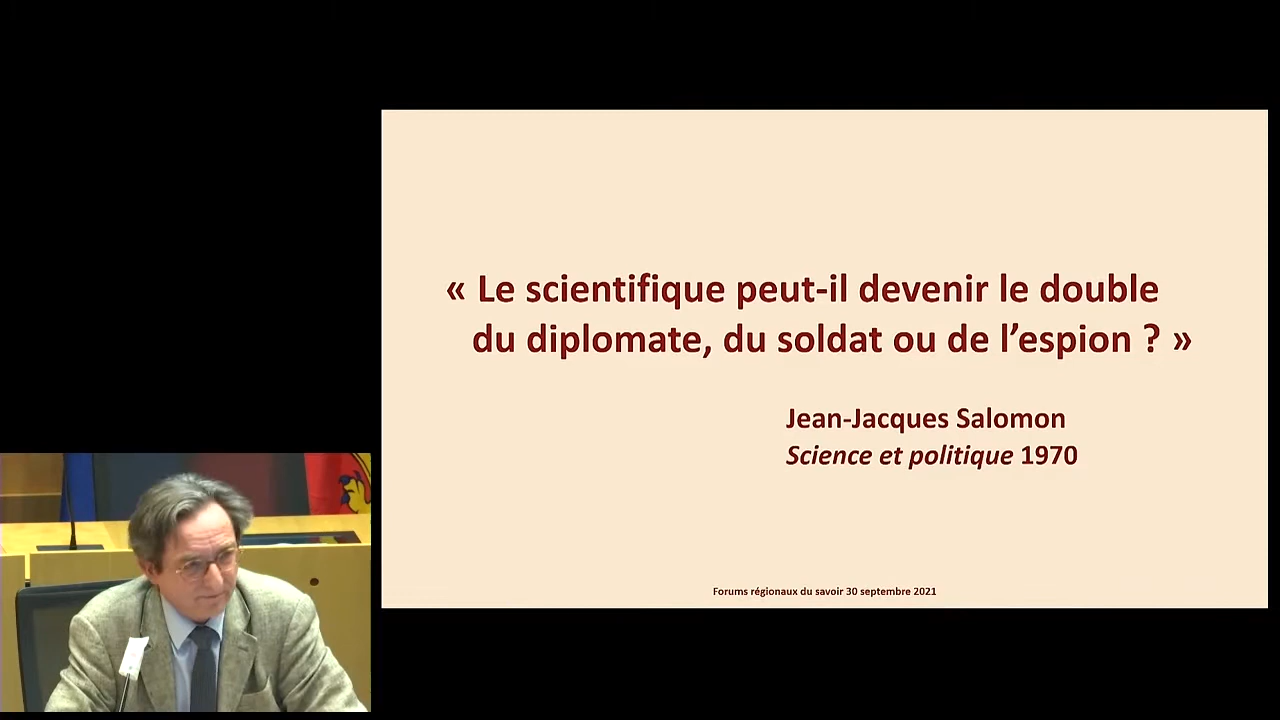 « Le scientifique peut-il devenir le double
du diplomate, du soldat ou de l’espion ? »
Jean-Jacques Salomon
Science et politique 1970
Forums régionaux du savoir 30 septembre 2021